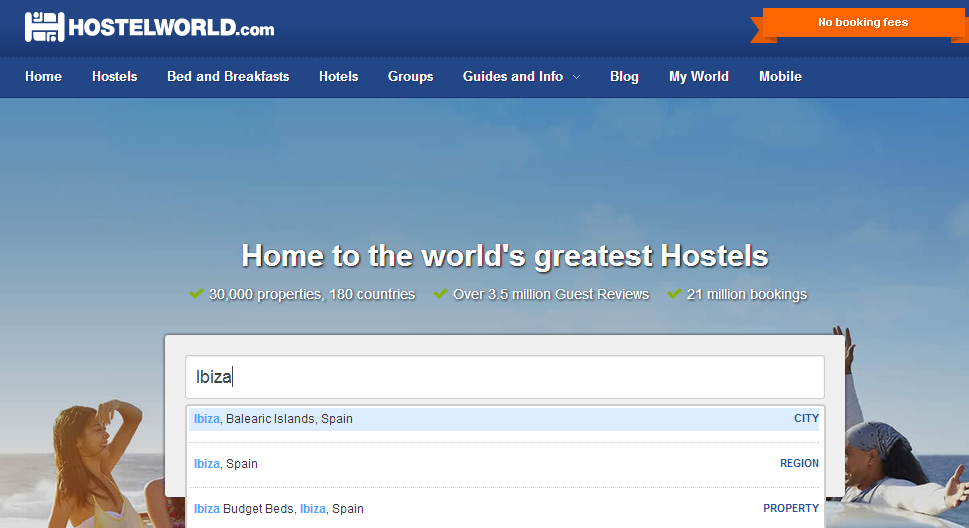 HOSTELWORLD.com
No booking fees
Home Hostels Bed and Breakfasts Hotels Groups Guides and Info Blog My World Mobile
Home to the world's greatest Hostels
30,000 properties, 180 countries Over 3.5 million Guest Reviews 21 million bookings
Ibiza
Ibiza, Balearic Islands, Spain CITY
Ibiza, Spain REGION
Ibiza Budget Beds, Ibiza, Spain PROPERTY